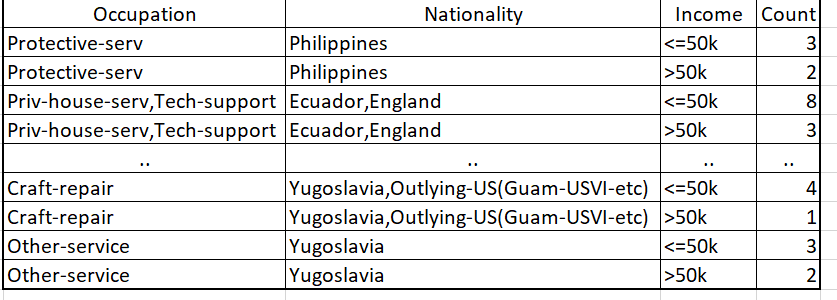 Occupation Nationality Income Count
Protective-serv Philippines <=50k 3
Protective-serv Philippines >50k 2
Priv-house-serv,Tech-support Ecuador,England <=50k 8
Priv-house-serv,Tech-support Ecuador,England >50k 3
.. .. .. ..
Craft-repair Yugoslavia,Outlying-US(Guam-USVI-etc) <=50k 4
Craft-repair Yugoslavia,Outlying-US(Guam-USVI-etc) >50k 1
Other-service Yugoslavia <=50k 3
Other-service Yugoslavia >50k 2